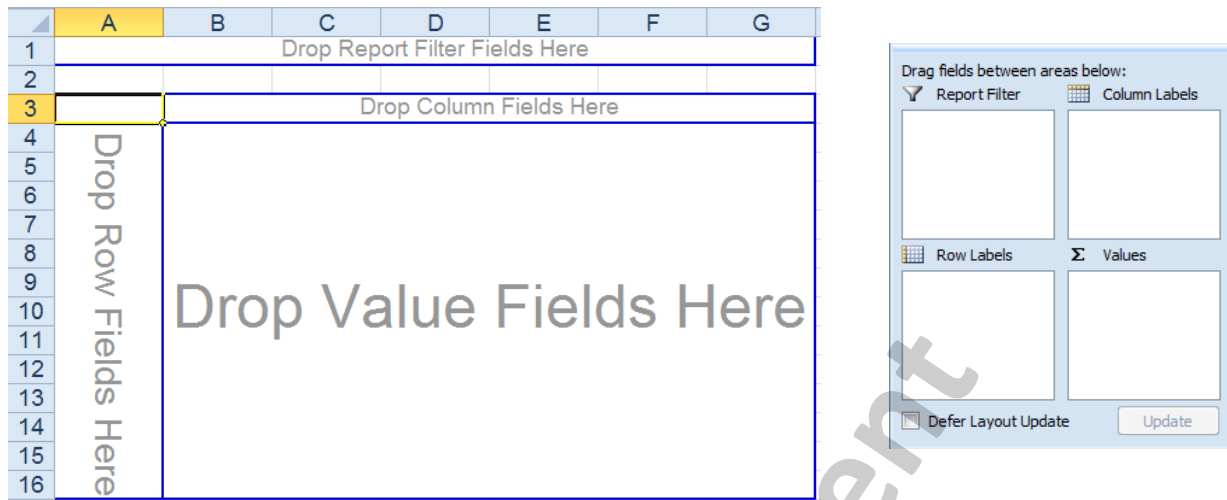 A B C D E F G
1 Drop Report Filter Fields Here
2
3 Drop Column Fields Here
4
5
6
7
8
9
10
11
12
13
14
15
16
Drop Row Fields Here
Drop Value Fields Here
Drag fields between areas below:
Report Filter Column Labels
Row Labels Σ Values
Defer Layout Update Update
ent